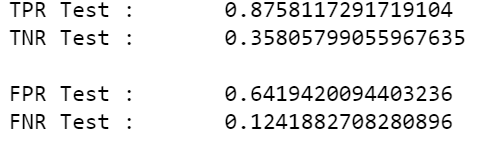 TPR Test :       0.8758117291719104
TNR Test :       0.35805799055967635
FPR Test :       0.6419420094403236
FNR Test :       0.1241882708280896